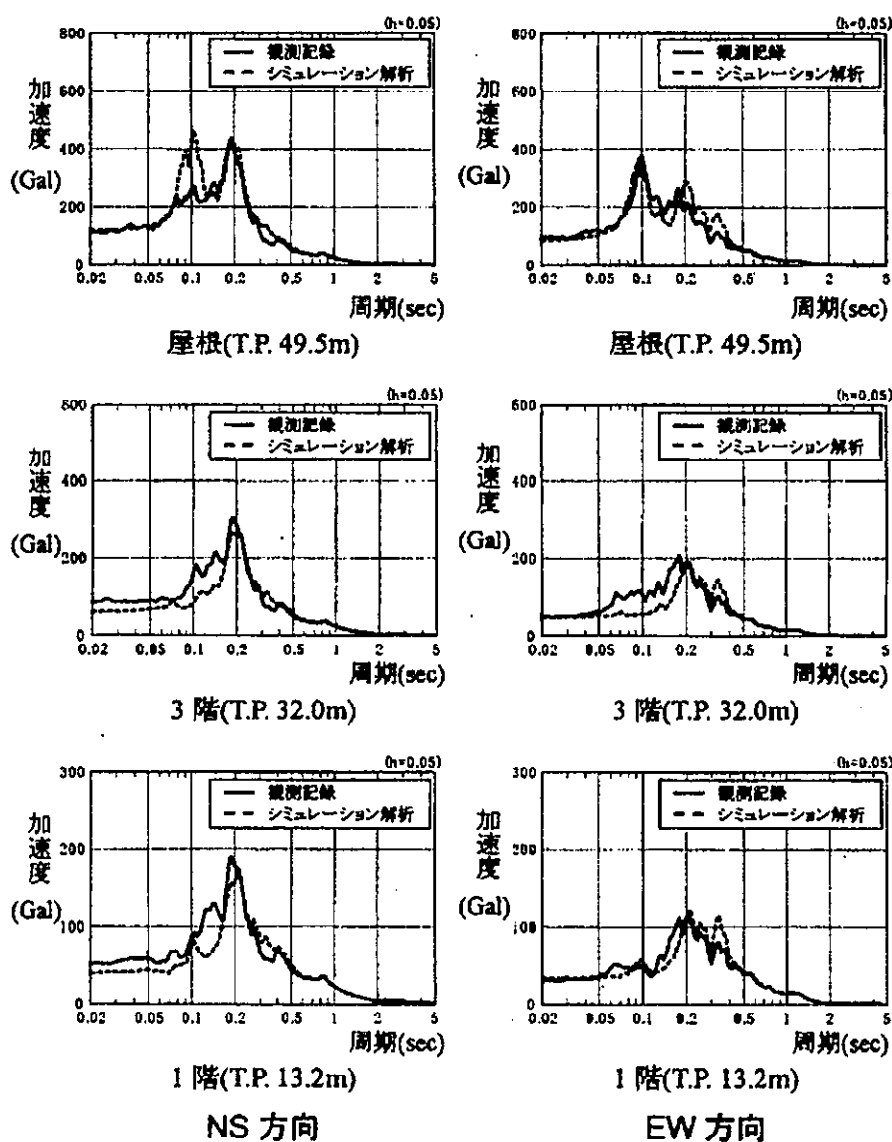 (h=0.05)
800
600
400
200
0
加速度
(Gal)
観測記録
シミュレーション解析
0.02 0.05 0.1 0.2 0.5 1 2 5
周期(sec)
屋根(T.P. 49.5m)
(h=0.05)
800
600
400
200
0
加速度
(Gal)
観測記録
シミュレーション解析
0.02 0.05 0.1 0.2 0.5 1 2 5
周期(sec)
屋根(T.P. 49.5m)
(h=0.05)
600
400
200
0
加速度
(Gal)
観測記録
シミュレーション解析
0.02 0.05 0.1 0.2 0.5 1 2 5
周期(sec)
3 階(T.P. 32.0m)
(h=0.05)
600
400
200
0
加速度
(Gal)
観測記録
シミュレーション解析
0.02 0.05 0.1 0.2 0.5 1 2 5
周期(sec)
3 階(T.P. 32.0m)
(h=0.05)
300
200
100
0
加速度
(Gal)
観測記録
シミュレーション解析
0.02 0.05 0.1 0.2 0.5 1 2 5
周期(sec)
1 階(T.P. 13.2m)
(h=0.05)
300
200
100
0
加速度
(Gal)
観測記録
シミュレーション解析
0.02 0.05 0.1 0.2 0.5 1 2 5
周期(sec)
1 階(T.P. 13.2m)
NS 方向
EW 方向